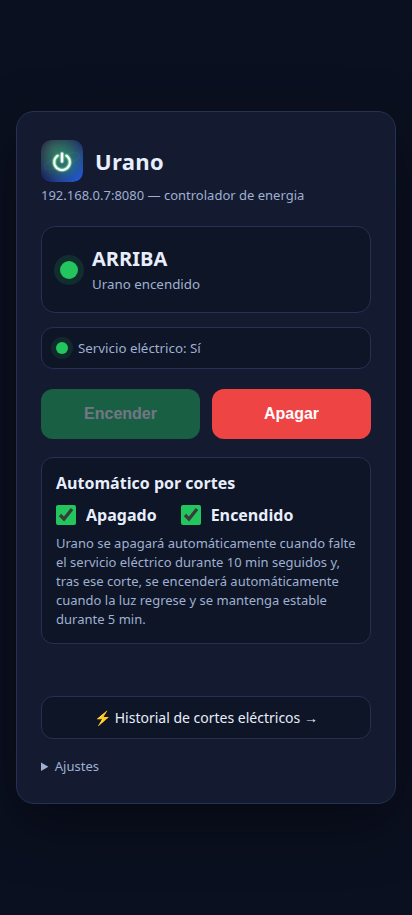 Urano
192.168.0.7:8080 — controlador de energia
ARRIBA
Urano encendido
Servicio eléctrico: Sí
Encender
Apagar
Automático por cortes
Apagado
Encendido
Urano se apagará automáticamente cuando falte
el servicio eléctrico durante 10 min seguidos y,
tras ese corte, se encenderá automáticamente
cuando la luz regrese y se mantenga estable
durante 5 min.
⚡ Historial de cortes eléctricos →
▶ Ajustes